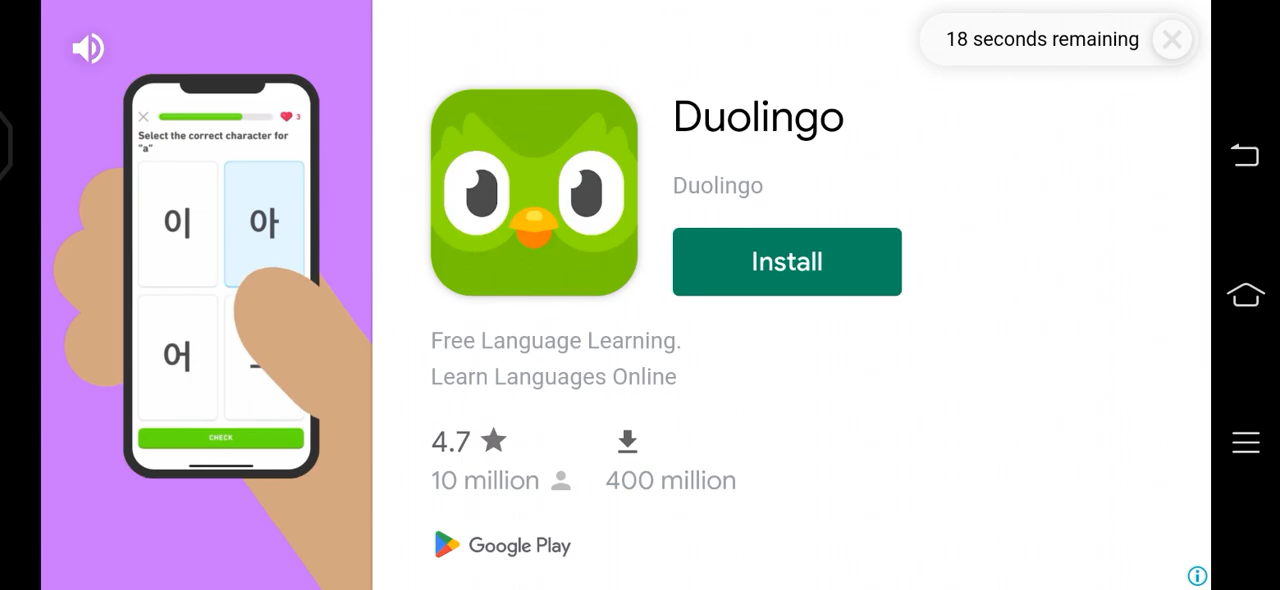 18 seconds remaining
3
Select the correct character for
"a"
이
아
어
CHECK
Duolingo
Duolingo
Install
Free Language Learning.
Learn Languages Online
4.7
10 million
400 million
Google Play